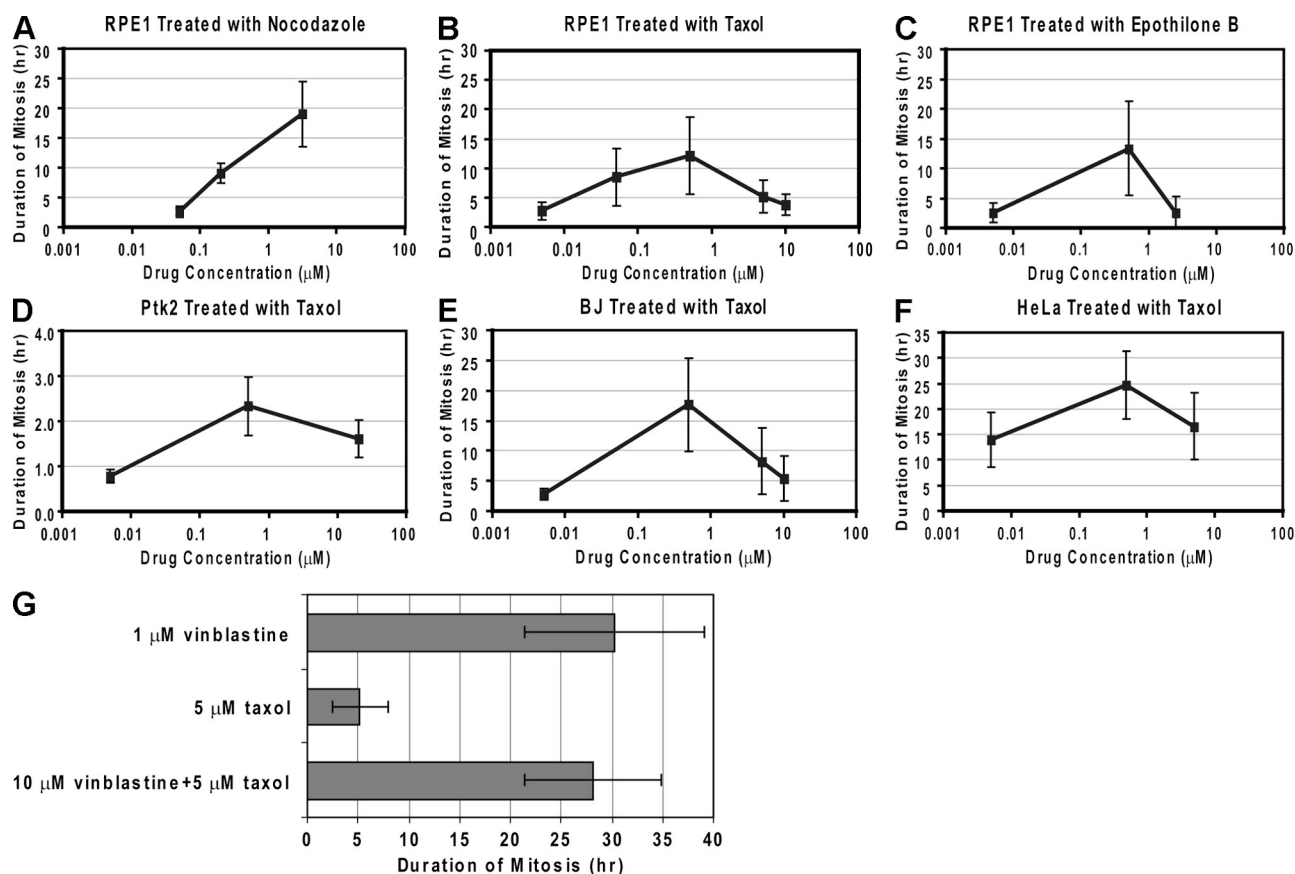 A
RPE1 Treated with Nocodazole
Duration of Mitosis (hr)
30
25
20
15
10
5
0
0.001 0.01 0.1 1 10 100
Drug Concentration (μM)
B
RPE1 Treated with Taxol
Duration of Mitosis (hr)
30
25
20
15
10
5
0
0.001 0.01 0.1 1 10 100
Drug Concentration (μM)
C
RPE1 Treated with Epothilone B
Duration of Mitosis (hr)
30
25
20
15
10
5
0
0.001 0.01 0.1 1 10 100
Drug Concentration (μM)
D
Ptk2 Treated with Taxol
Duration of Mitosis (hr)
4.0
3.0
2.0
1.0
0.0
0.001 0.01 0.1 1 10 100
Drug Concentration (μM)
E
BJ Treated with Taxol
Duration of Mitosis (hr)
30
25
20
15
10
5
0
0.001 0.01 0.1 1 10 100
Drug Concentration (μM)
F
HeLa Treated with Taxol
Duration of Mitosis (hr)
35
30
25
20
15
10
5
0
0.001 0.01 0.1 1 10 100
Drug Concentration (μM)
G
1 μM vinblastine
5 μM taxol
10 μM vinblastine+5 μM taxol
0 5 10 15 20 25 30 35 40
Duration of Mitosis (hr)